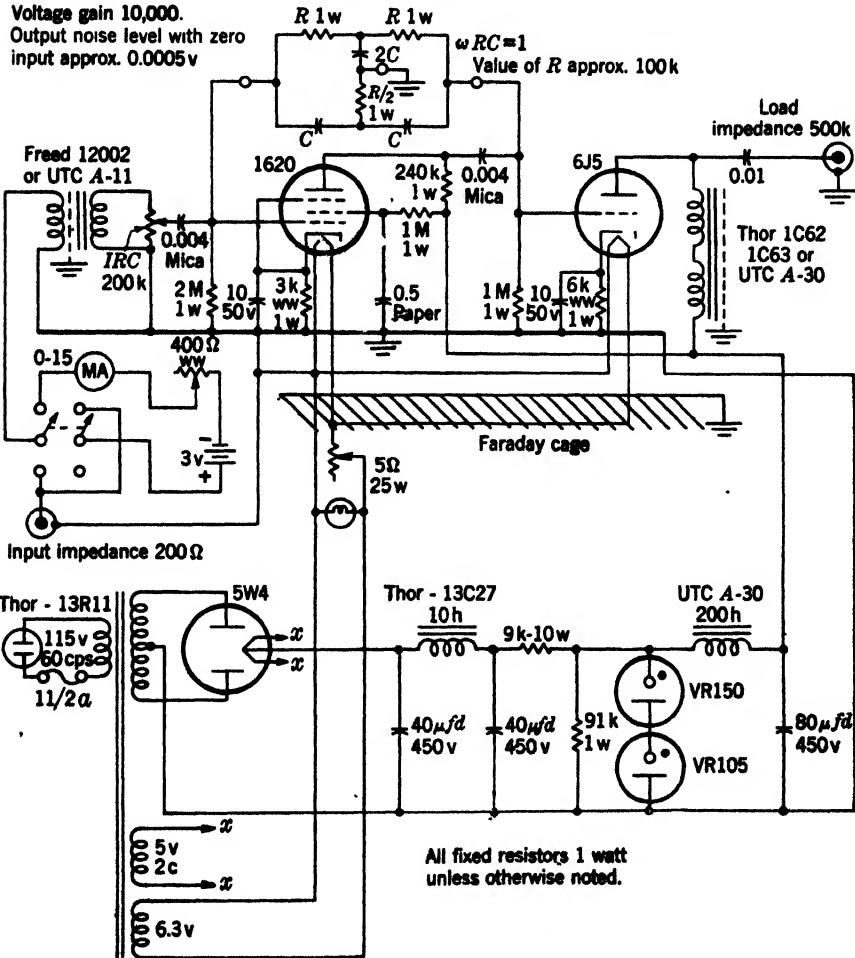 Voltage gain 10,000.
Output noise level with zero
input approx. 0.0005v
R 1w
R 1w
2C
R/2
1w
C
C
ωRC=1
Value of R approx. 100k
Load
impedance 500k
Freed 12002
or UTC A-11
1620
240k
1w
0.004
Mica
6J5
0.01
0.004
Mica
IRC
200k
1M
1w
Thor 1C62
1C63 or
UTC A-30
2M
1w
10
50v
3k
ww
1w
0.5
Paper
1M
1w
10
50v
6k
ww
1w
400Ω
ww
0-15
MA
3v
-
+
Faraday cage
5Ω
25w
Input impedance 200Ω
Thor - 13R11
5W4
Thor - 13C27
10h
UTC A-30
200h
115v
60cps
11/2a
x
x
9k-10w
VR150
40μfd
450v
40μfd
450v
91k
1w
VR105
80μfd
450v
5v
2c
x
x
6.3v
All fixed resistors 1 watt
unless otherwise noted.